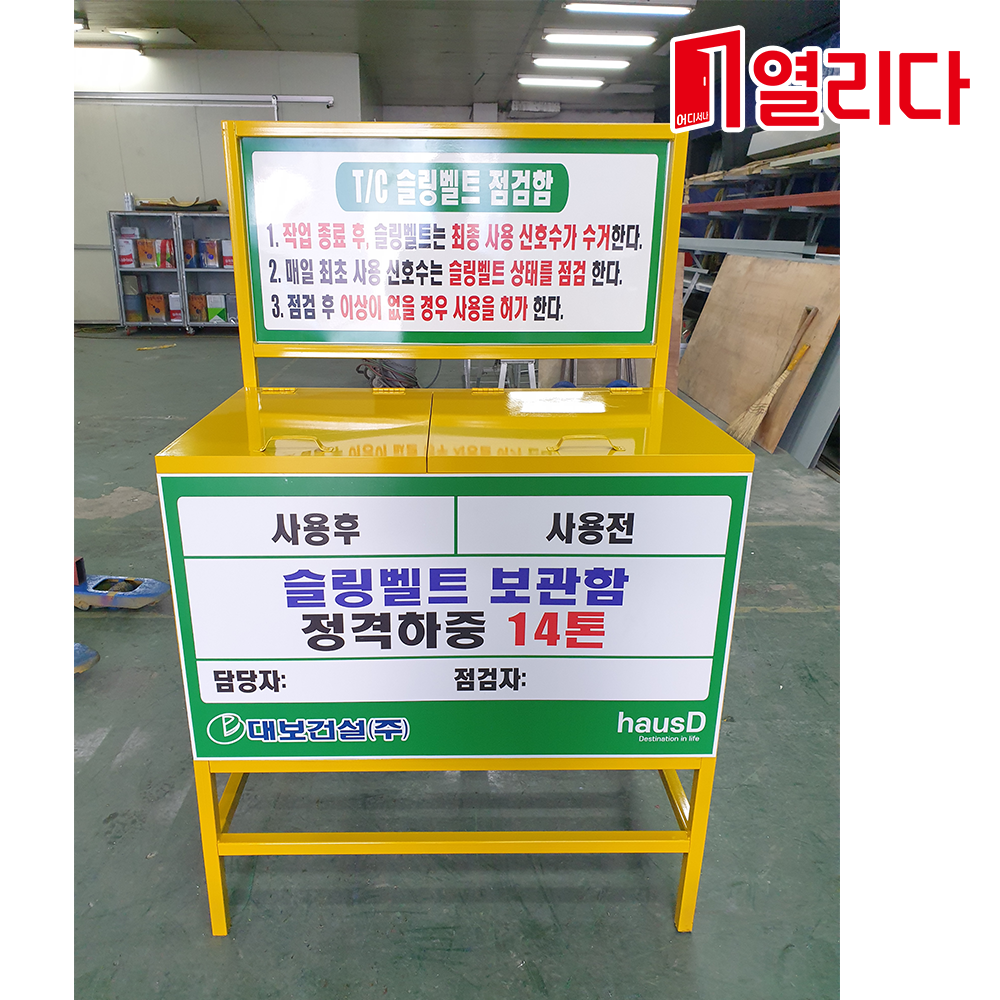 열리다
어디서나
T/C 슬링벨트 점검함
1. 작업 종료 후, 슬링벨트는 최종 사용 신호수가 수거한다.
2. 매일 최초 사용 신호수는 슬링벨트 상태를 점검 한다.
3. 점검 후 이상이 없을 경우 사용을 허가 한다.
사용후 사용전
슬링벨트 보관함
정격하중 14톤
담당자: 점검자:
대보건설(주) hausD
Destination in life